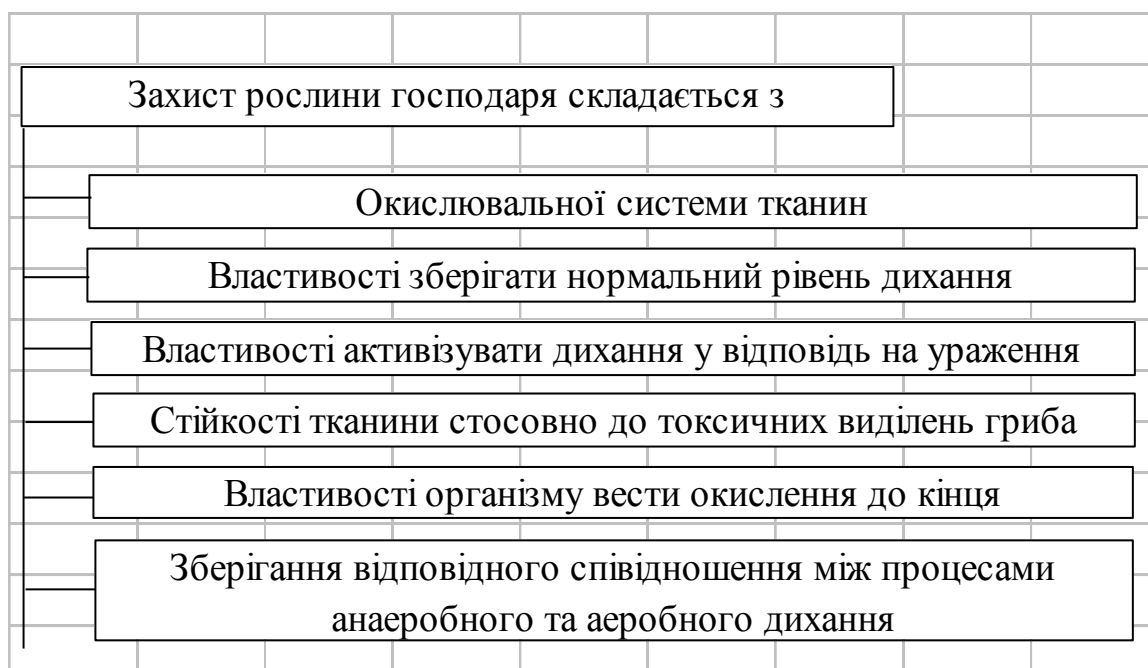 Захист рослини господаря складається з
Окислювальної системи тканин
Властивості зберігати нормальний рівень дихання
Властивості активізувати дихання у відповідь на ураження
Стійкості тканини стосовно до токсичних виділень гриба
Властивості організму вести окислення до кінця
Зберігання відповідного співідношення між процесами
анаеробного та аеробного дихання